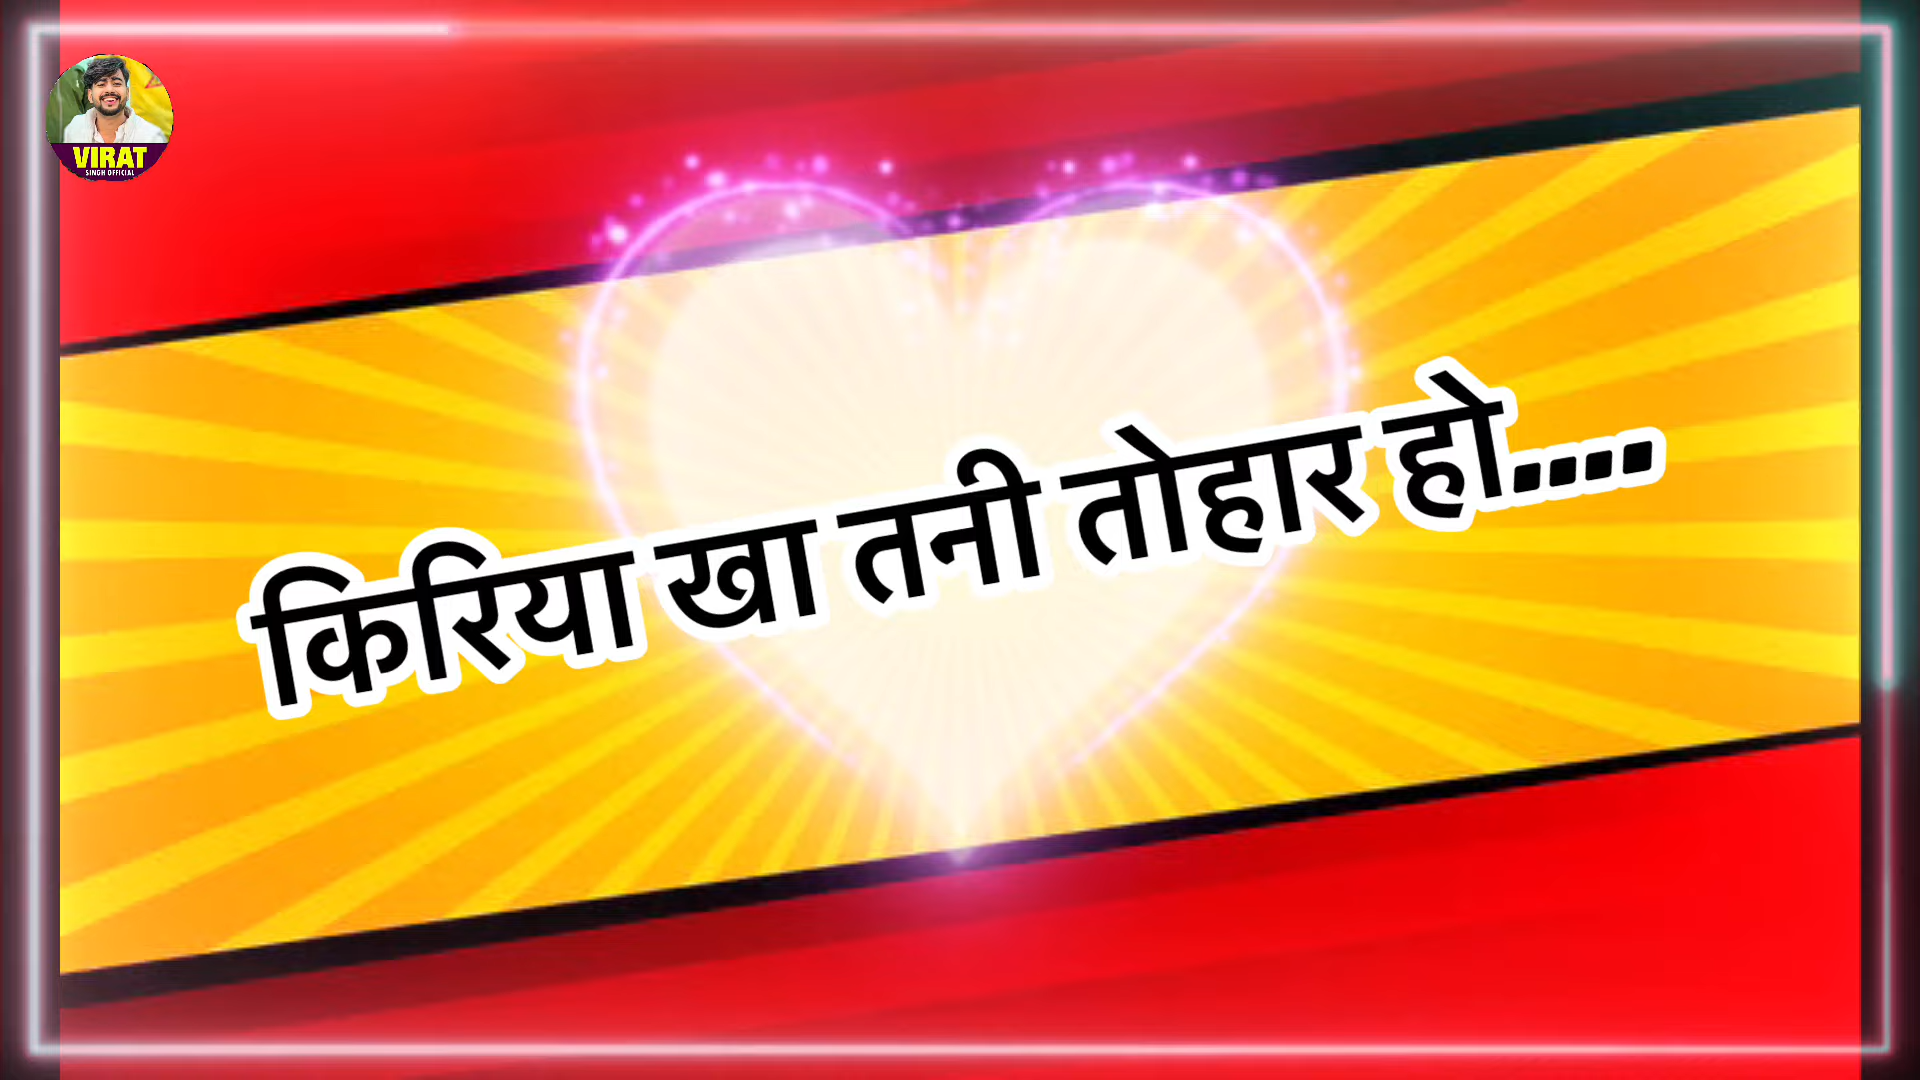 VIRAT
SINGH OFFICIAL
किरिया खा तनी तोहार हो....